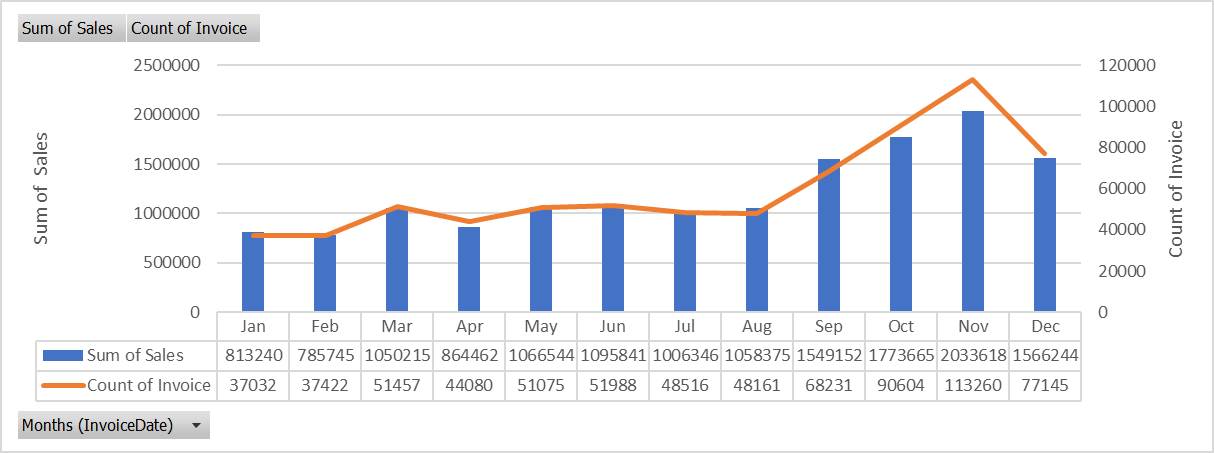 Sum of Sales Count of Invoice
2500000 120000
2000000 100000
1500000 80000
1000000 60000
500000 40000
0 20000
0
Sum of Sales
Count of Invoice
Jan Feb Mar Apr May Jun Jul Aug Sep Oct Nov Dec
Sum of Sales 813240 785745 1050215 864462 1066544 1095841 1006346 1058375 1549152 1773665 2033618 1566244
Count of Invoice 37032 37422 51457 44080 51075 51988 48516 48161 68231 90604 113260 77145
Months (InvoiceDate)